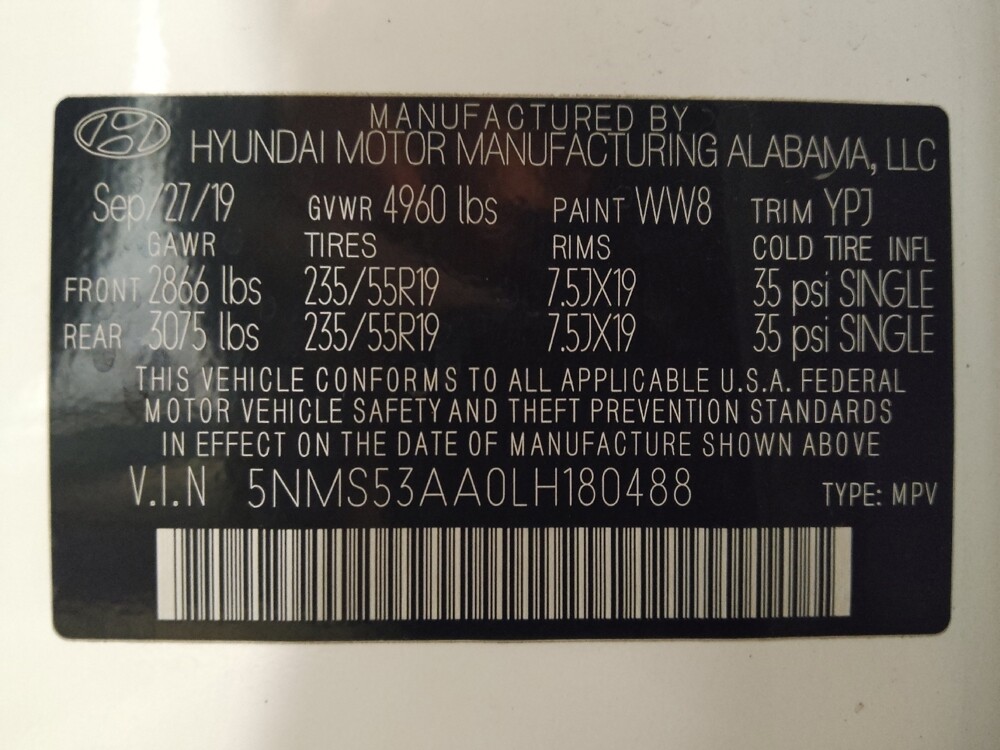 MANUFACTURED BY
HYUNDAI MOTOR MANUFACTURING ALABAMA, LLC
Sep/27/19 GVWR 4960 lbs PAINT WW8 TRIM YPJ
GAWR TIRES RIMS COLD TIRE INFL
FRONT 2866 lbs 235/55R19 7.5JX19 35 psi SINGLE
REAR 3075 lbs 235/55R19 7.5JX19 35 psi SINGLE
THIS VEHICLE CONFORMS TO ALL APPLICABLE U.S.A. FEDERAL
MOTOR VEHICLE SAFETY AND THEFT PREVENTION STANDARDS
IN EFFECT ON THE DATE OF MANUFACTURE SHOWN ABOVE
V.I.N 5NMS53AA0LH180488 TYPE: MPV